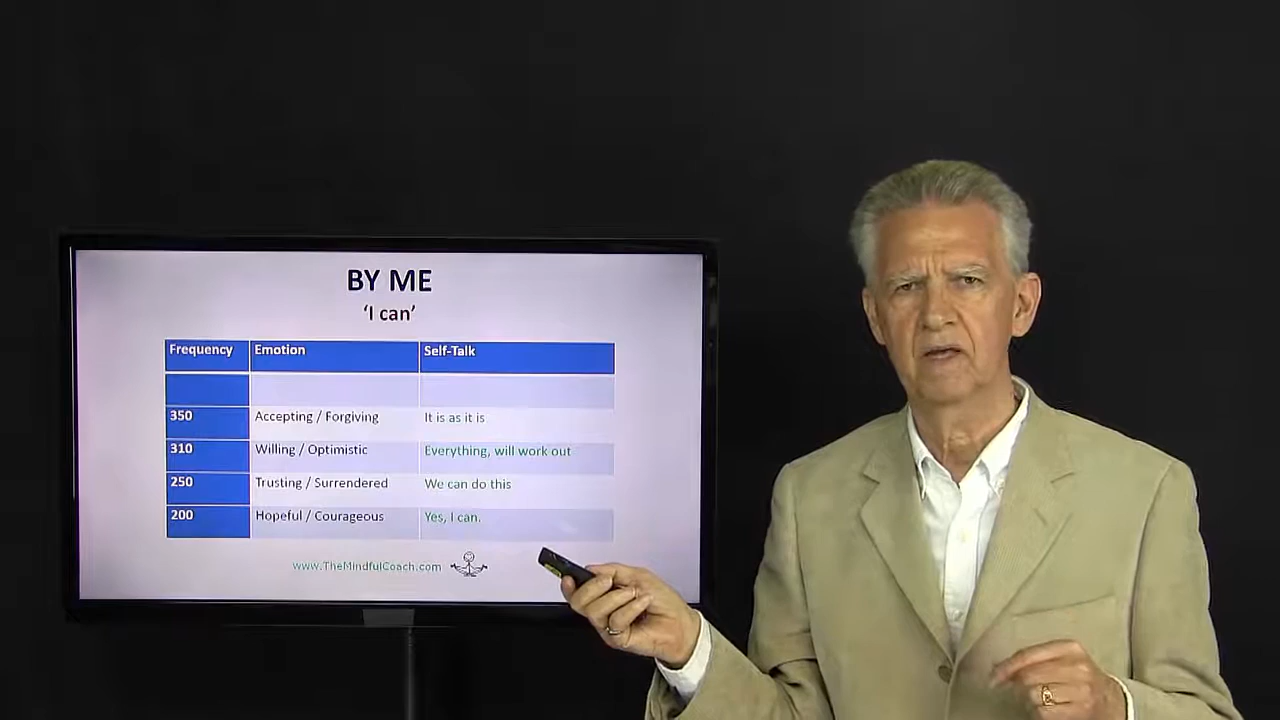 BY ME
‘I can’
Frequency Emotion Self-Talk
350 Accepting / Forgiving It is as it is
310 Willing / Optimistic Everything, will work out
250 Trusting / Surrendered We can do this
200 Hopeful / Courageous Yes, I can.
www.TheMindfulCoach.com